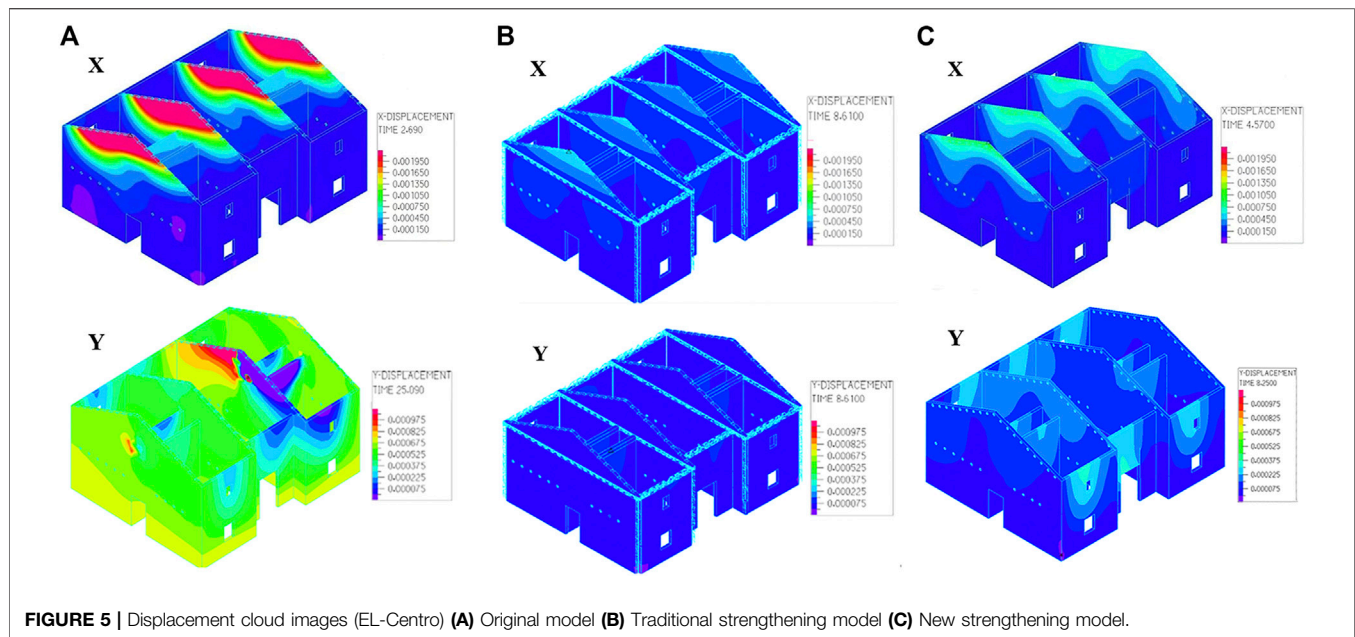 A
B
C
X
X
X
X-DISPLACEMENT
TIME 2.690
0.001950
0.001650
0.001350
0.001050
0.000750
0.000450
0.000150
X-DISPLACEMENT
TIME 8.6100
0.001950
0.001650
0.001350
0.001050
0.000750
0.000450
0.000150
X-DISPLACEMENT
TIME 4.5700
0.001950
0.001650
0.001350
0.001050
0.000750
0.000450
0.000150
Y
Y
Y
Y-DISPLACEMENT
TIME 25.090
0.000975
0.000825
0.000675
0.000525
0.000375
0.000225
0.000075
Y-DISPLACEMENT
TIME 8.6100
0.000975
0.000825
0.000675
0.000525
0.000375
0.000225
0.000075
Y-DISPLACEMENT
TIME 8.2500
0.000975
0.000825
0.000675
0.000525
0.000375
0.000225
0.000075
FIGURE 5 | Displacement cloud images (EL-Centro) (A) Original model (B) Traditional strengthening model (C) New strengthening model.